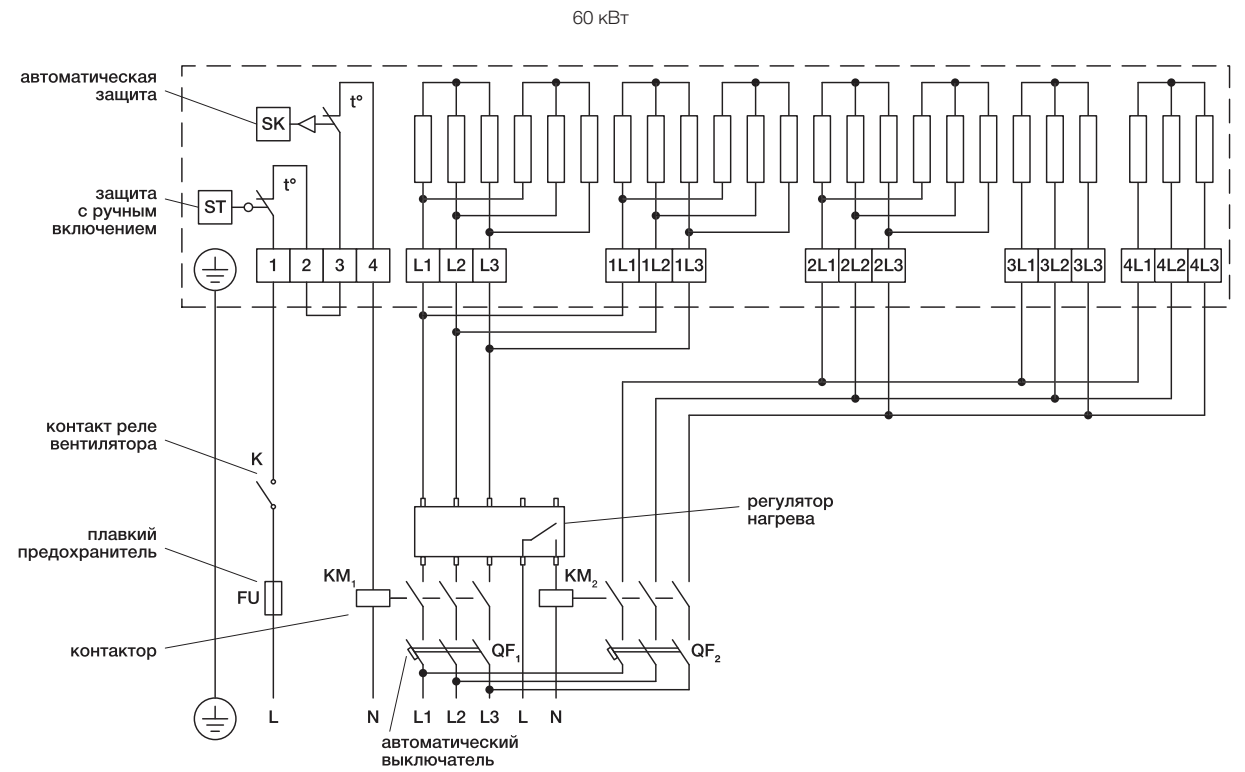 60 кВт
автоматическая
защита
SK
t°
защита
с ручным
включением
ST
t°
1 2 3 4 L1 L2 L3 1L1 1L2 1L3 2L1 2L2 2L3 3L1 3L2 3L3 4L1 4L2 4L3
контакт реле
вентилятора
K
регулятор
нагрева
плавкий
предохранитель
FU
KM1
KM2
контактор
QF1
QF2
L N L1 L2 L3 L N
автоматический
выключатель